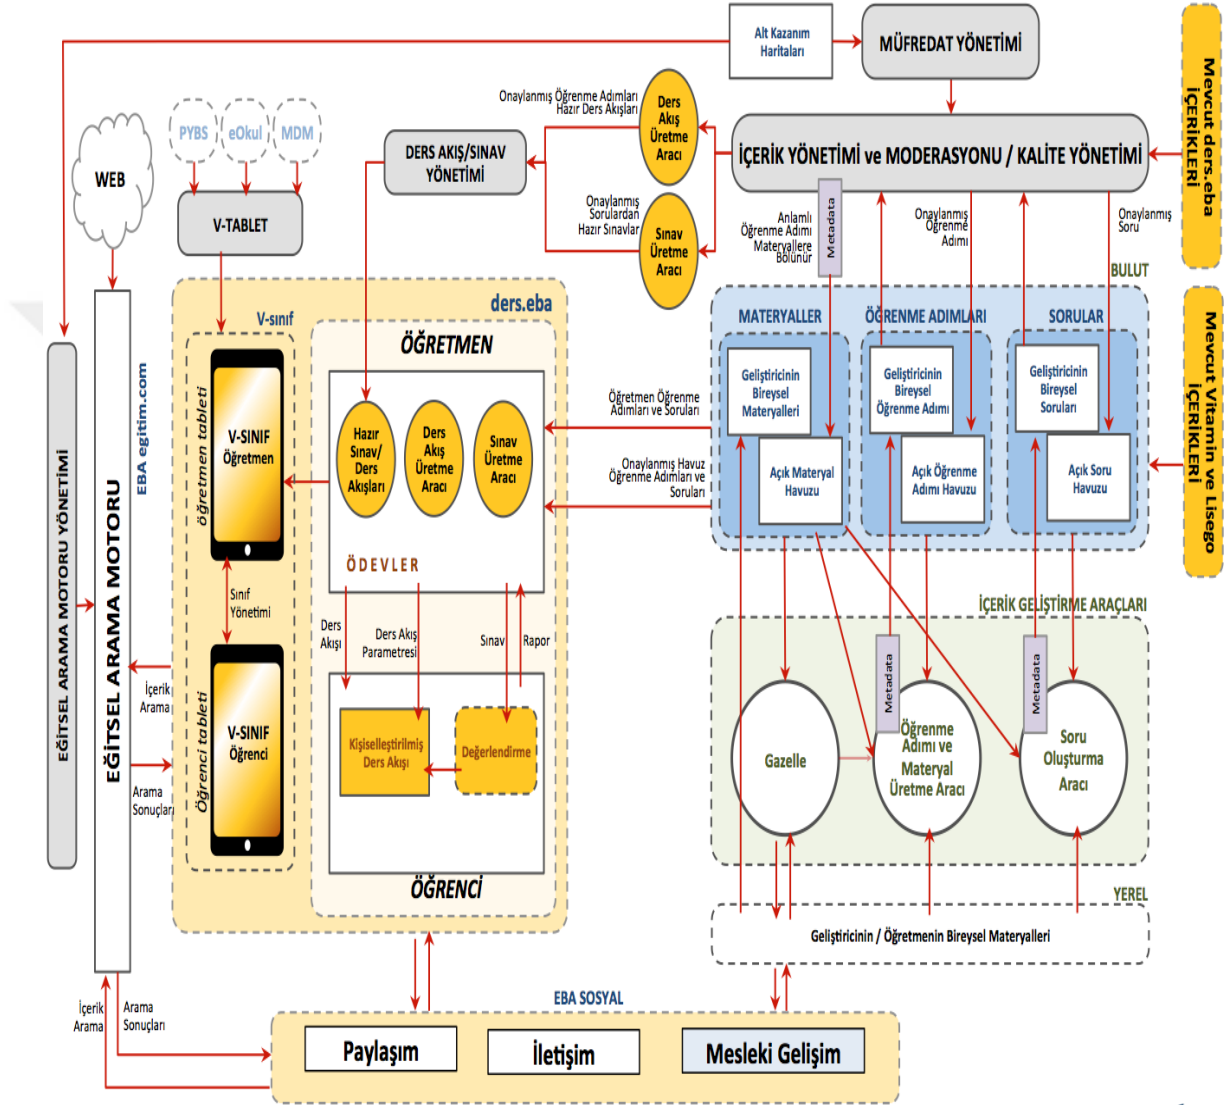 Alt Kazanım
Haritaları
MÜFREDAT YÖNETİMİ
Mevcut ders.eba
İÇERİKLERİ
Onaylanmış Öğrenme Adımları
Hazır Ders Akışları
Ders
Akış
Üretme
Aracı
İÇERİK YÖNETİMİ ve MODERASYONU / KALİTE YÖNETİMİ
PYBS
eOkul
MDM
DERS AKIŞ/SINAV
YÖNETİMİ
WEB
V-TABLET
Onaylanmış
Sorulardan
Hazır Sınavlar
Sınav
Üretme
Aracı
Anlamlı
Öğrenme Adımı
Materyallere
Bölünür
Metadata
Onaylanmış
Öğrenme
Adımı
Onaylanmış
Soru
BULUT
ders.eba
V-sınıf
MATERYALLER
ÖĞRENME ADIMLARI
SORULAR
Mevcut Vitamin ve Lisego
İÇERİKLERİ
ÖĞRETMEN
Geliştiricinin
Bireysel
Materyalleri
Geliştiricinin
Bireysel
Öğrenme Adımı
Geliştiricinin
Bireysel
Soruları
Öğretmen Öğrenme
Adımları ve Soruları
öğretmen tableti
V-SINIF
Öğretmen
Hazır
Sınav/
Ders
Akışları
Ders
Akış
Üretme
Aracı
Sınav
Üretme
Aracı
Onaylanmış Havuz
Öğrenme Adımları ve
Soruları
Açık Materyal
Havuzu
Açık Öğrenme
Adımı Havuzu
Açık Soru
Havuzu
EĞİTSEL ARAMA MOTORU YÖNETİMİ
EĞİTSEL ARAMA MOTORU
EBA egitim.com
ÖDEVLER
Sınıf
Yönetimi
Ders
Akışı
Ders Akış
Parametresi
Sınav
Rapor
İÇERİK GELİŞTİRME ARAÇLARI
Metadata
Metadata
İçerik
Arama
Öğrenci tableti
V-SINIF
Öğrenci
Kişiselleştirilmiş
Ders Akışı
Değerlendirme
Gazelle
Öğrenme
Adımı ve
Materyal
Üretme Aracı
Soru
Oluşturma
Aracı
Arama
Sonuçları
ÖĞRENCİ
YEREL
Geliştiricinin / Öğretmenin Bireysel Materyalleri
EBA SOSYAL
İçerik
Arama
Arama
Sonuçları
Paylaşım
İletişim
Mesleki Gelişim